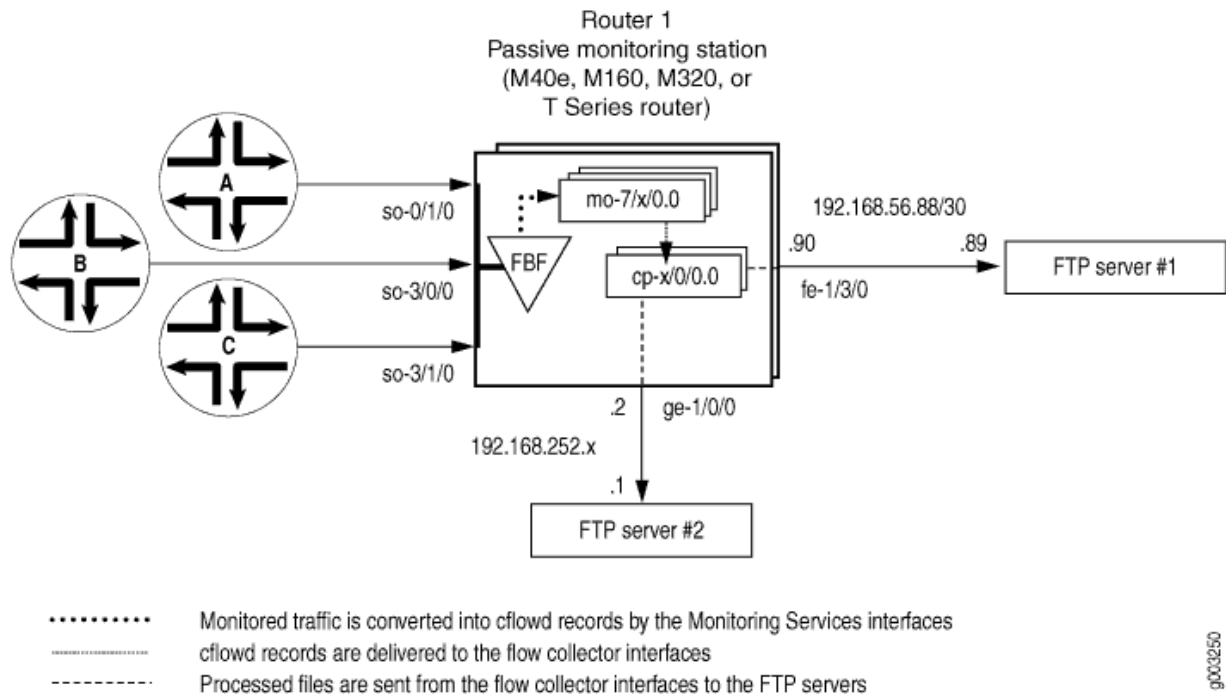 Router 1
Passive monitoring station
(M40e, M160, M320, or
T Series router)
A
so-0/1/0
B
so-3/0/0
C
so-3/1/0
FBF
mo-7/x/0.0
cp-x/0/0.0
192.168.56.88/30
.90
.89
fe-1/3/0
FTP server #1
.2
ge-1/0/0
192.168.252.x
.1
FTP server #2
Monitored traffic is converted into cflowd records by the Monitoring Services interfaces
cflowd records are delivered to the flow collector interfaces
Processed files are sent from the flow collector interfaces to the FTP servers
g003250